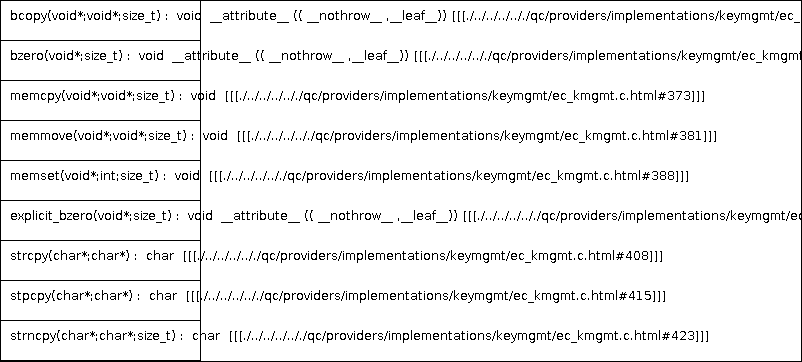 bcopy(void*;void*;size_t) : void __attribute__ (( __nothrow__ ,__leaf__)) [[[./../../../../qc/providers/implementations/keymgmt/ec_
bzero(void*;size_t) : void __attribute__ (( __nothrow__ ,__leaf__)) [[[./../../../../qc/providers/implementations/keymgmt/ec_kmgmt
memcpy(void*;void*;size_t) : void [[[./../../../../qc/providers/implementations/keymgmt/ec_kmgmt.c.html#373]]]
memmove(void*;void*;size_t) : void [[[./../../../../qc/providers/implementations/keymgmt/ec_kmgmt.c.html#381]]]
memset(void*;int;size_t) : void [[[./../../../../qc/providers/implementations/keymgmt/ec_kmgmt.c.html#388]]]
explicit_bzero(void*;size_t) : void __attribute__ (( __nothrow__ ,__leaf__)) [[[./../../../../qc/providers/implementations/keymgmt/ec
strcpy(char*;char*) : char [[[./../../../../qc/providers/implementations/keymgmt/ec_kmgmt.c.html#408]]]
stpcpy(char*;char*) : char [[[./../../../../qc/providers/implementations/keymgmt/ec_kmgmt.c.html#415]]]
strncpy(char*;char*;size_t) : char [[[./../../../../qc/providers/implementations/keymgmt/ec_kmgmt.c.html#423]]]